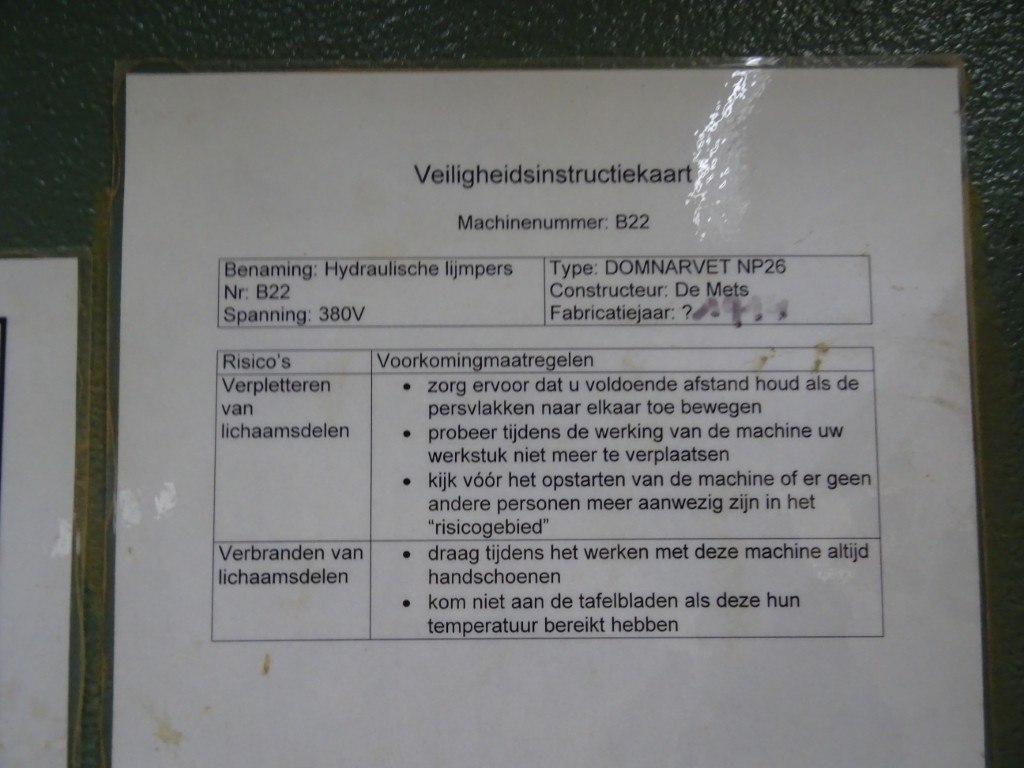 Veiligheidsinstructiekaart
Machinenummer: B22
Benaming: Hydraulische lijmpers
Nr: B22
Spanning: 380V
Type: DOMNARVET NP26
Constructeur: De Mets
Fabricatiejaar: ?
Risico's
Voorkomingmaatregelen
Verpletteren
van
lichaamsdelen
• zorg ervoor dat u voldoende afstand houd als de
persvlakken naar elkaar toe bewegen
• probeer tijdens de werking van de machine uw
werkstuk niet meer te verplaatsen
• kijk vóór het opstarten van de machine of er geen
andere personen meer aanwezig zijn in het
“risicogebied”
Verbranden van
lichaamsdelen
• draag tijdens het werken met deze machine altijd
handschoenen
• kom niet aan de tafelbladen als deze hun
temperatuur bereikt hebben